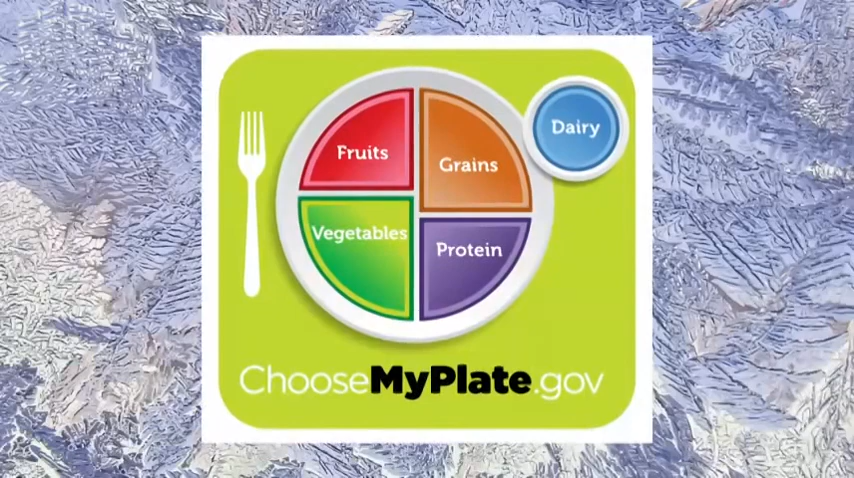 Fruits
Grains
Dairy
Vegetables
Protein
ChooseMyPlate.gov